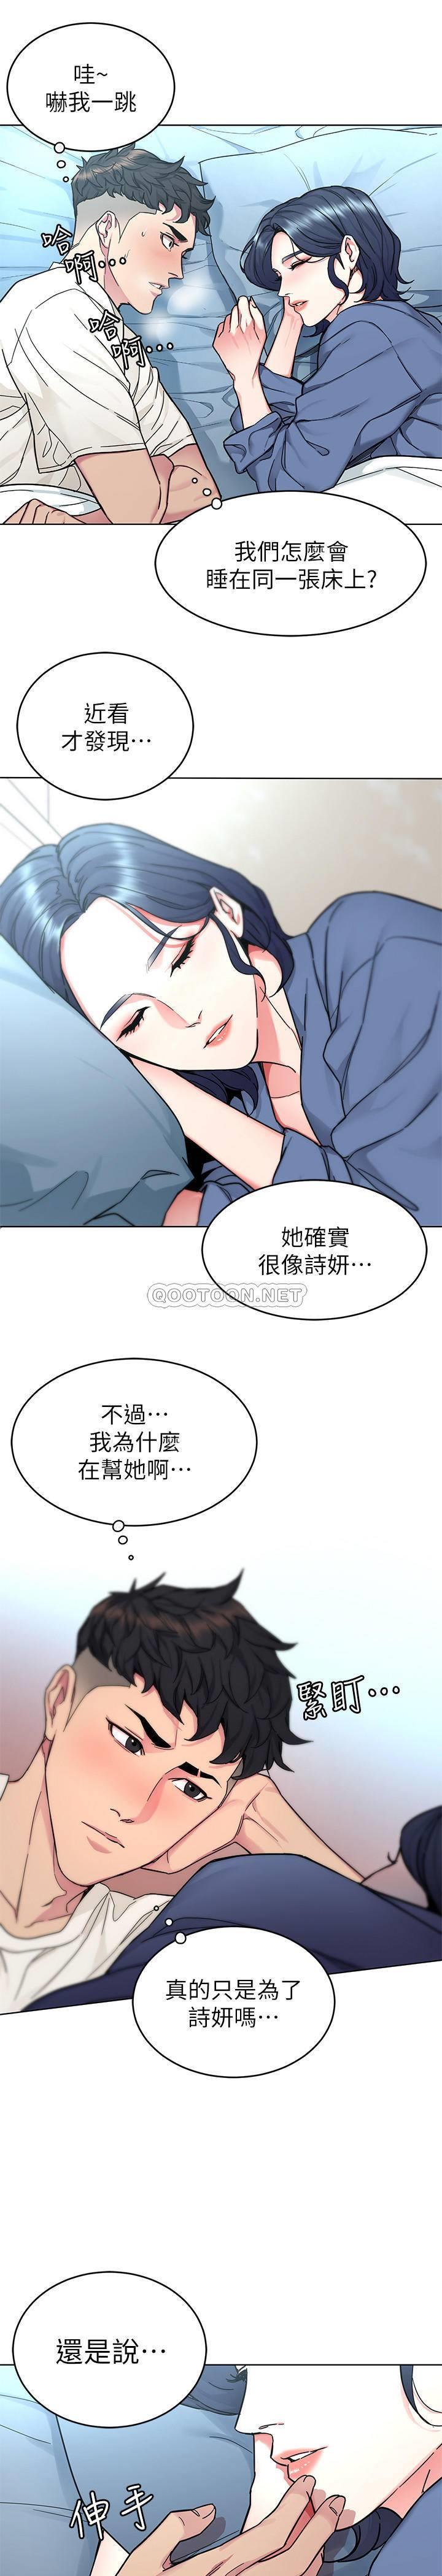 哇~
嚇我一跳
哈啊…
哈啊…
我們怎麼會
睡在同一張床上?
近看
才發現…
她確實
很像詩妍…
QOOTOON.NET
不過…
我為什麼
在幫她啊…
緊盯…
真的只是為了
詩妍嗎…
還是說…
伸手